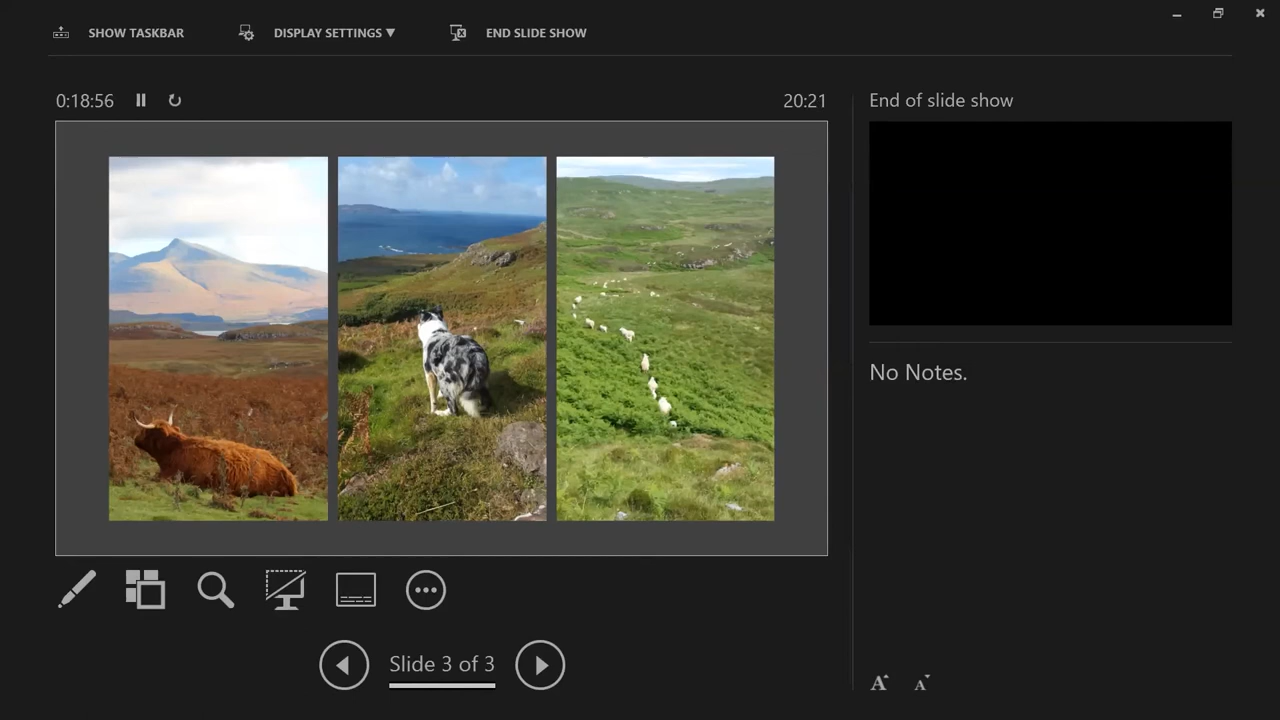 SHOW TASKBAR
DISPLAY SETTINGS ▼
END SLIDE SHOW
0:18:56
20:21
End of slide show
No Notes.
Slide 3 of 3
A A